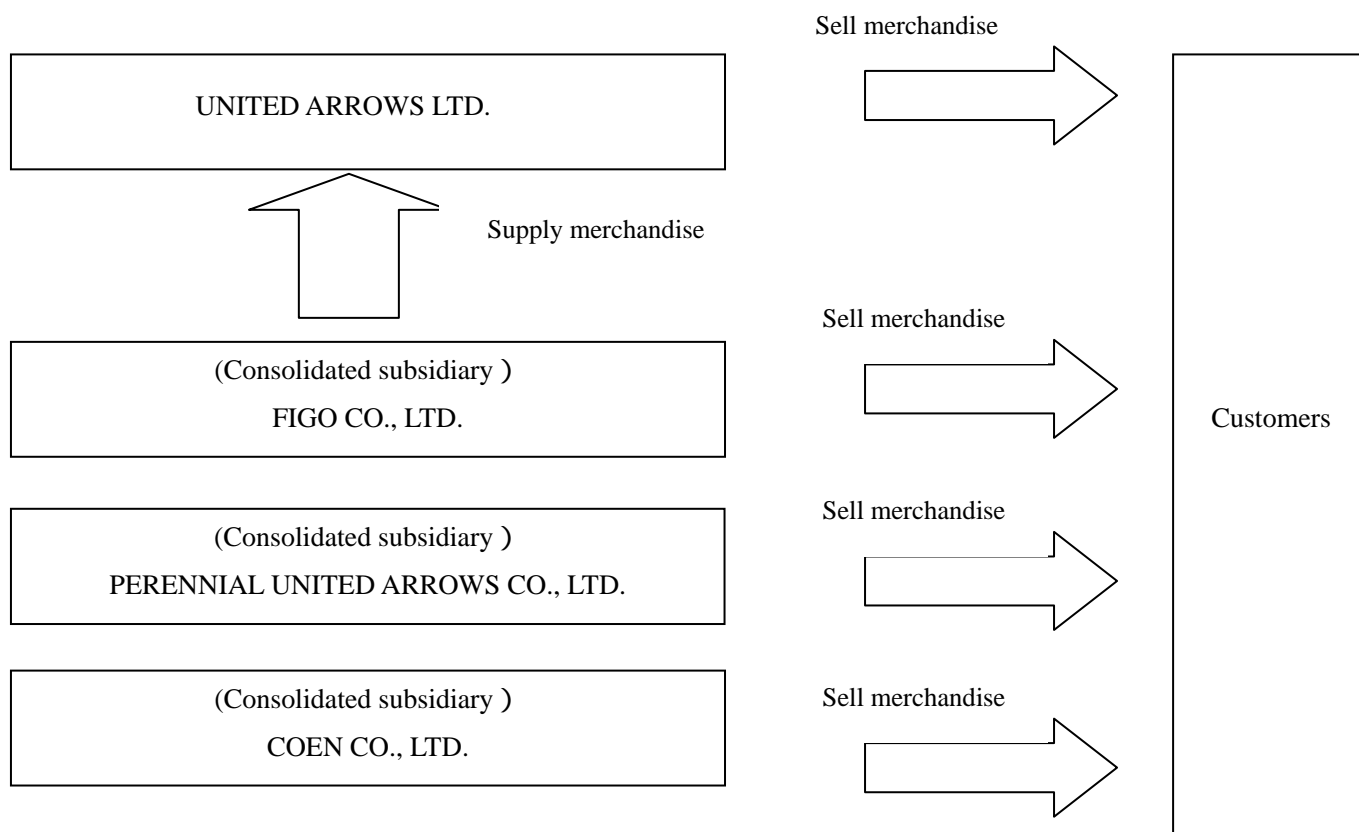 Sell merchandise
UNITED ARROWS LTD.
Supply merchandise
Sell merchandise
(Consolidated subsidiary )
FIGO CO., LTD.
Customers
Sell merchandise
(Consolidated subsidiary )
PERENNIAL UNITED ARROWS CO., LTD.
Sell merchandise
(Consolidated subsidiary )
COEN CO., LTD.